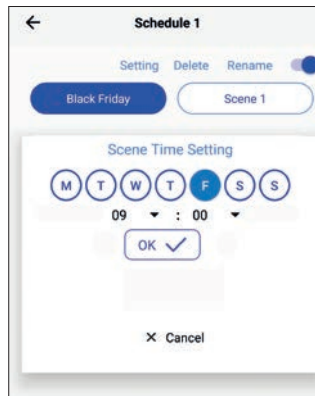 ← Schedule 1
Setting Delete Rename
Black Friday Scene 1
Scene Time Setting
M T W T F S S
09 : 00
OK
× Cancel